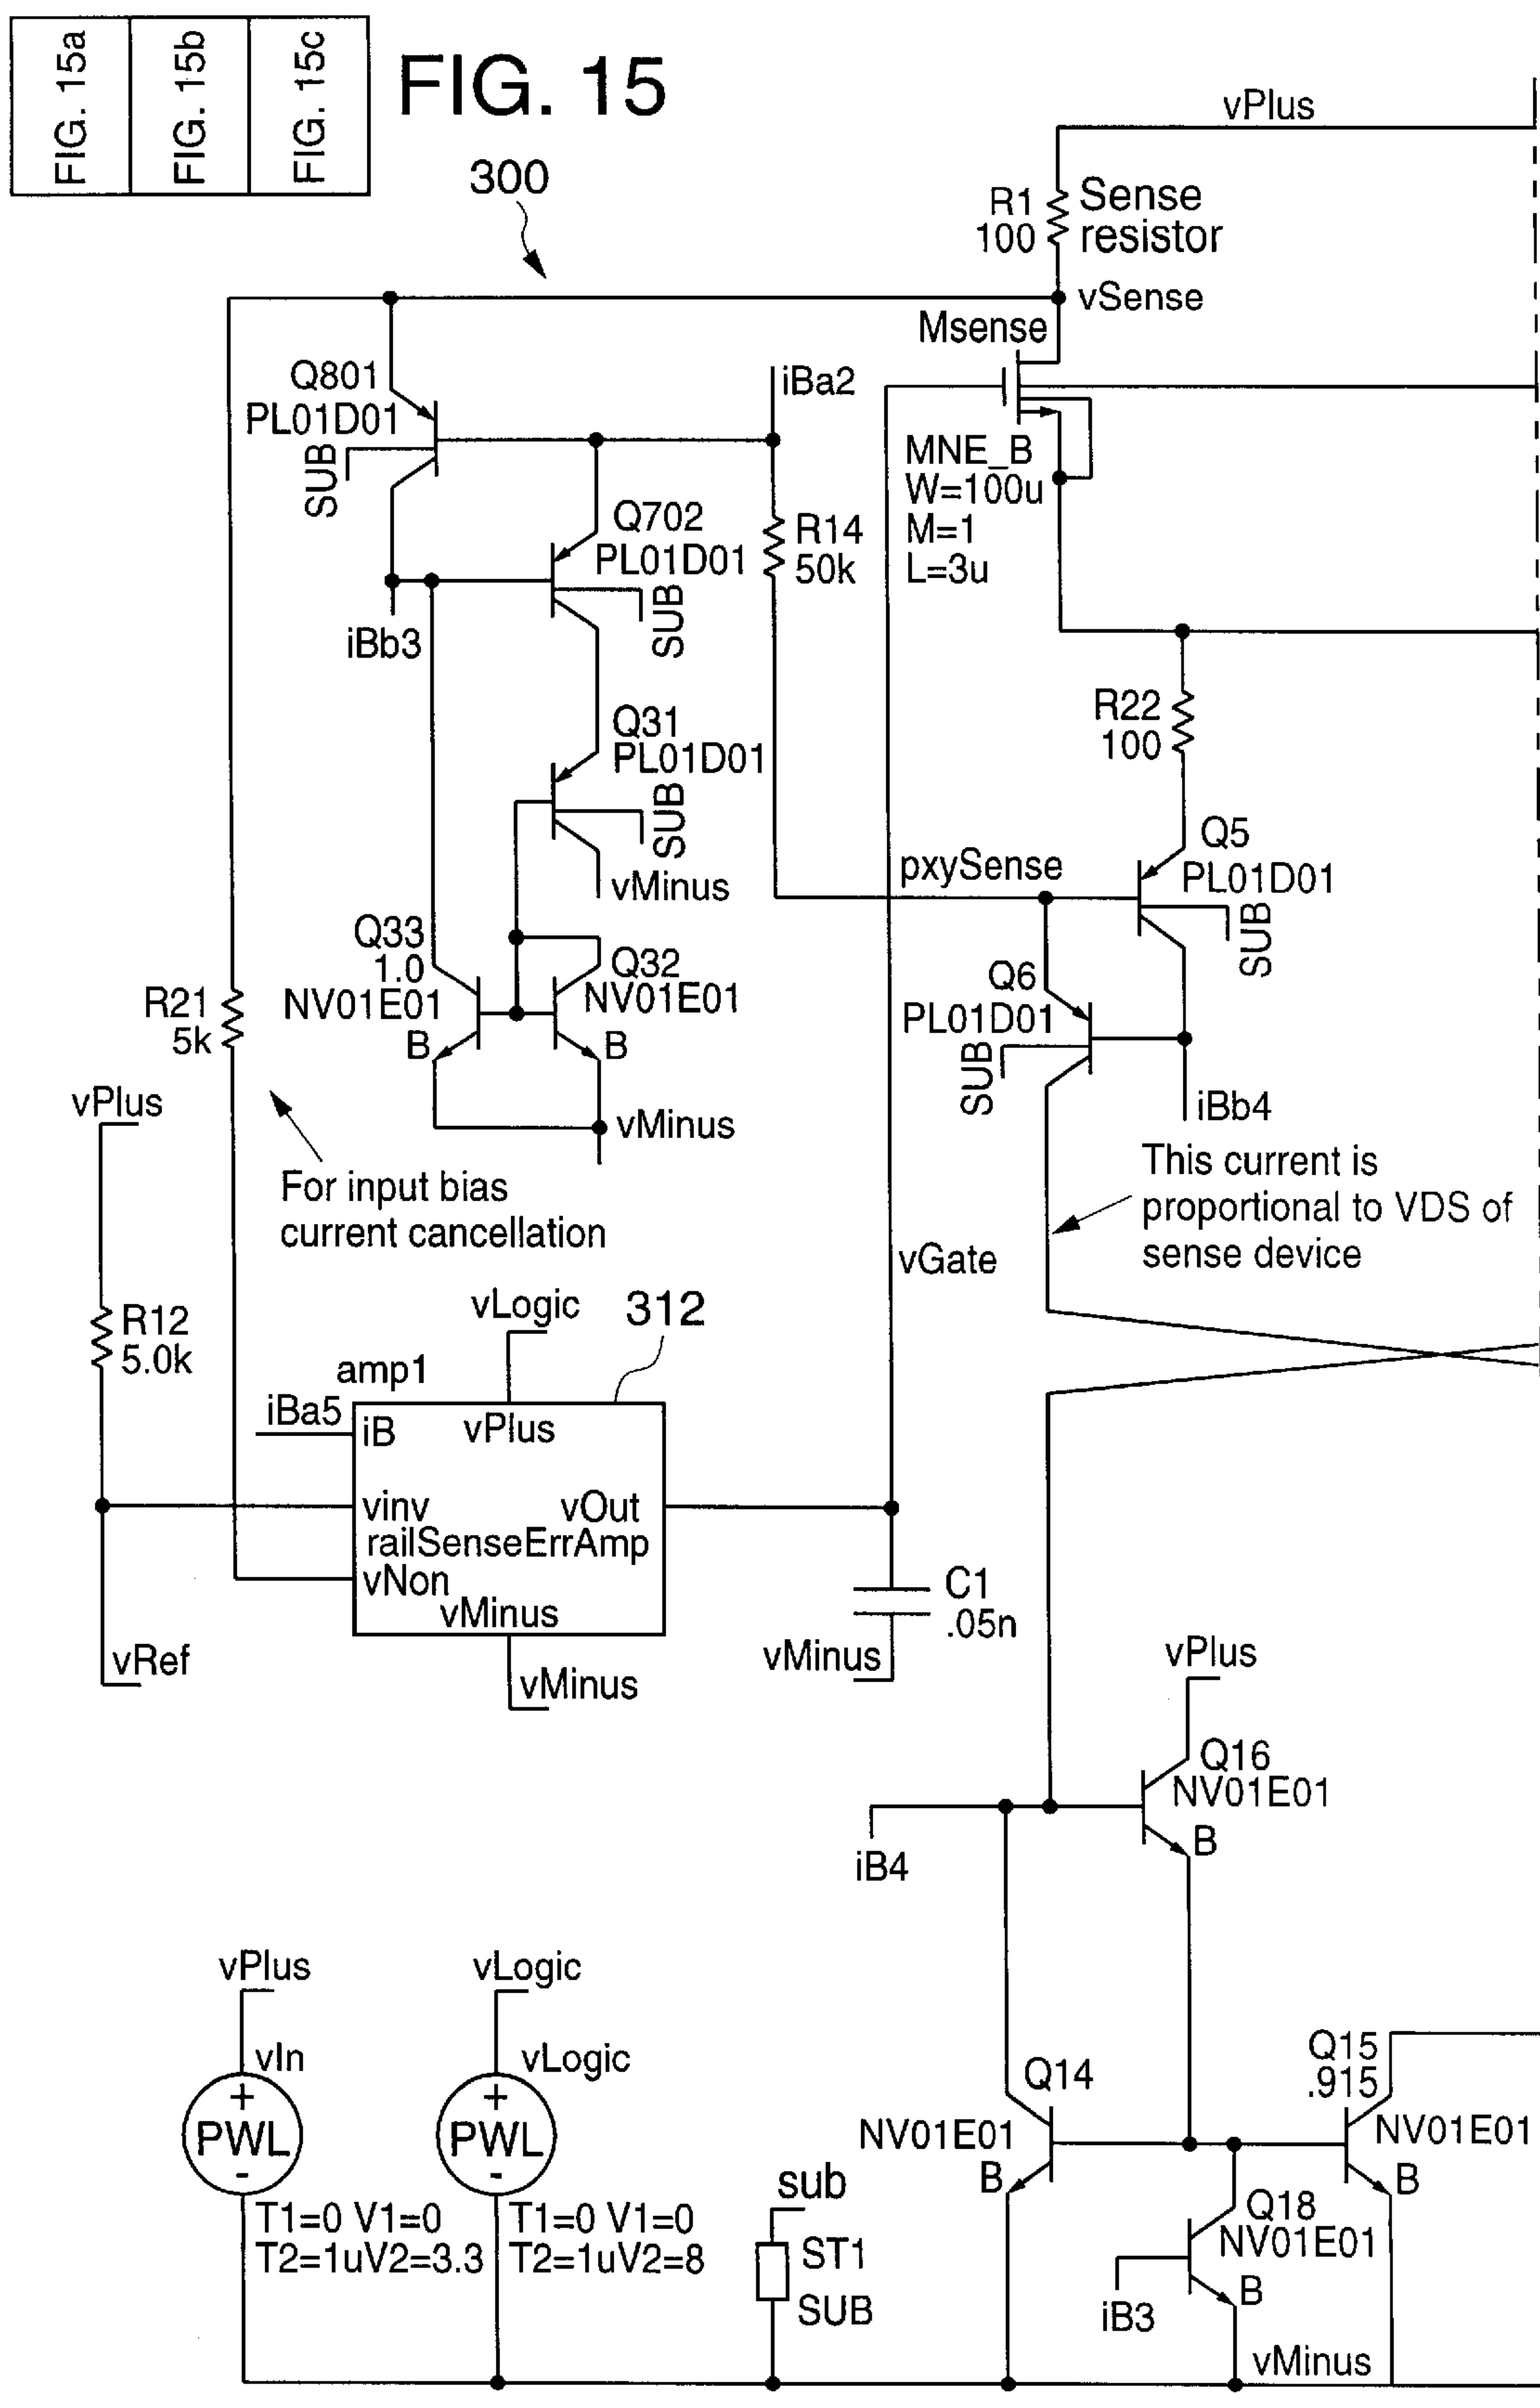 FIG. 15a
FIG. 15b
FIG. 15c
FIG. 15
300
vPlus
R1
100
Sense
resistor
vSense
Msense
Q801
PL01D01
SUB
iBa2
MNE_B
W=100u
M=1
L=3u
Q702
PL01D01
SUB
R14
50k
iBb3
R22
100
Q31
PL01D01
SUB
vMinus
Q5
PL01D01
SUB
pxySense
Q33
1.0
NV01E01
B
Q32
NV01E01
B
Q6
PL01D01
SUB
R21
5k
vPlus
vMinus
iBb4
For input bias
current cancellation
This current is
proportional to VDS of
sense device
vGate
R12
5.0k
vLogic
312
amp1
iBa5
iB
vPlus
vinv
vOut
railSenseErrAmp
vNon
vMinus
C1
.05n
vRef
vMinus
vMinus
vPlus
Q16
NV01E01
B
iB4
vPlus
vLogic
vIn
vLogic
+
PWL
-
+
PWL
-
Q14
NV01E01
B
Q15
.915
NV01E01
B
T1=0 V1=0
T2=1uV2=3.3
T1=0 V1=0
T2=1uV2=8
sub
ST1
SUB
Q18
NV01E01
B
iB3
vMinus